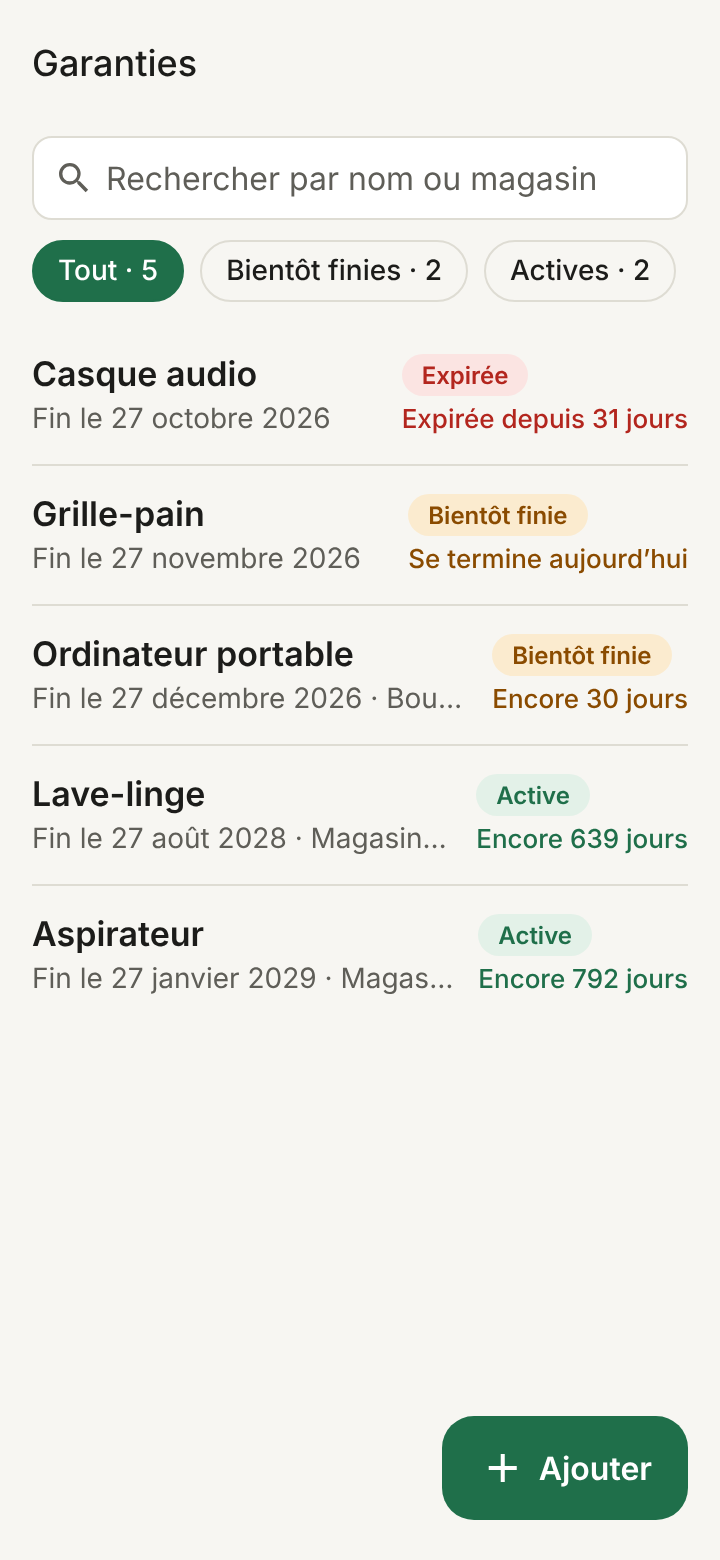 Garanties
Rechercher par nom ou magasin
Tout · 5
Bientôt finies · 2
Actives · 2
Casque audio
Expirée
Fin le 27 octobre 2026
Expirée depuis 31 jours
Grille-pain
Bientôt finie
Fin le 27 novembre 2026
Se termine aujourd’hui
Ordinateur portable
Bientôt finie
Fin le 27 décembre 2026 · Bou…
Encore 30 jours
Lave-linge
Active
Fin le 27 août 2028 · Magasin…
Encore 639 jours
Aspirateur
Active
Fin le 27 janvier 2029 · Magas…
Encore 792 jours
Ajouter